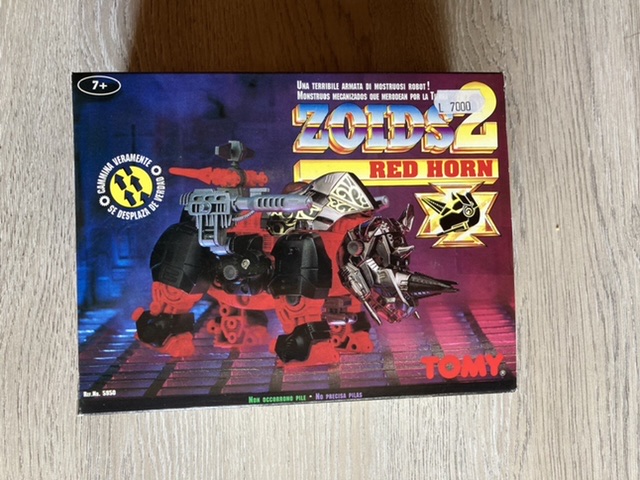 7+
UNA TERRIBILE ARMATA DI MOSTRUOSI ROBOT!
MONSTRUOS MECANIZADOS QUE MERODEAN POR LA
L. 7000
ZOIDS 2
RED HORN
CAMMINA VERAMENTE
SE DESPLAZA DE VERDAD
TOMY
REF.NO. 5850
NON OCCORRONO PILE • NO PRECISA PILAS